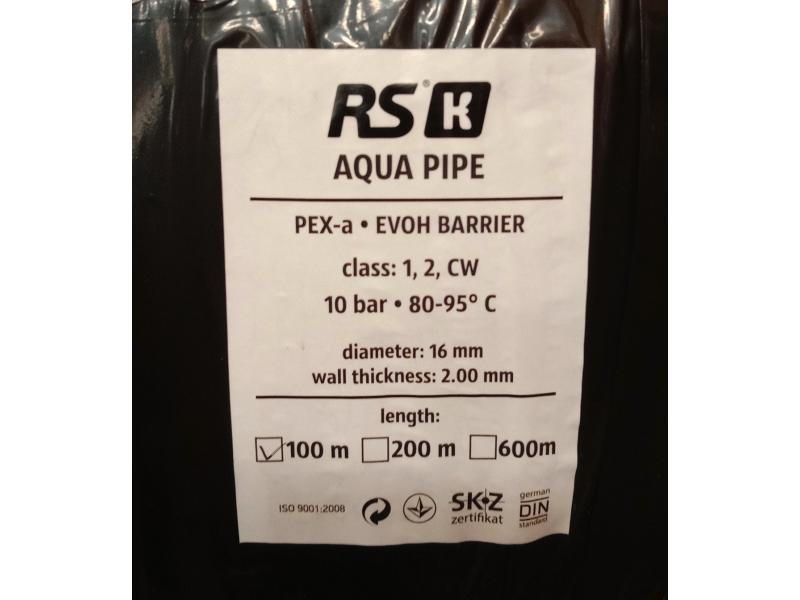 RS® K
AQUA PIPE
PEX-a • EVOH BARRIER
class: 1, 2, CW
10 bar • 80-95° C
diameter: 16 mm
wall thickness: 2.00 mm
length:
100 m 200 m 600m
ISO 9001:2008
SKZ
zertifikat
german
DIN
standard